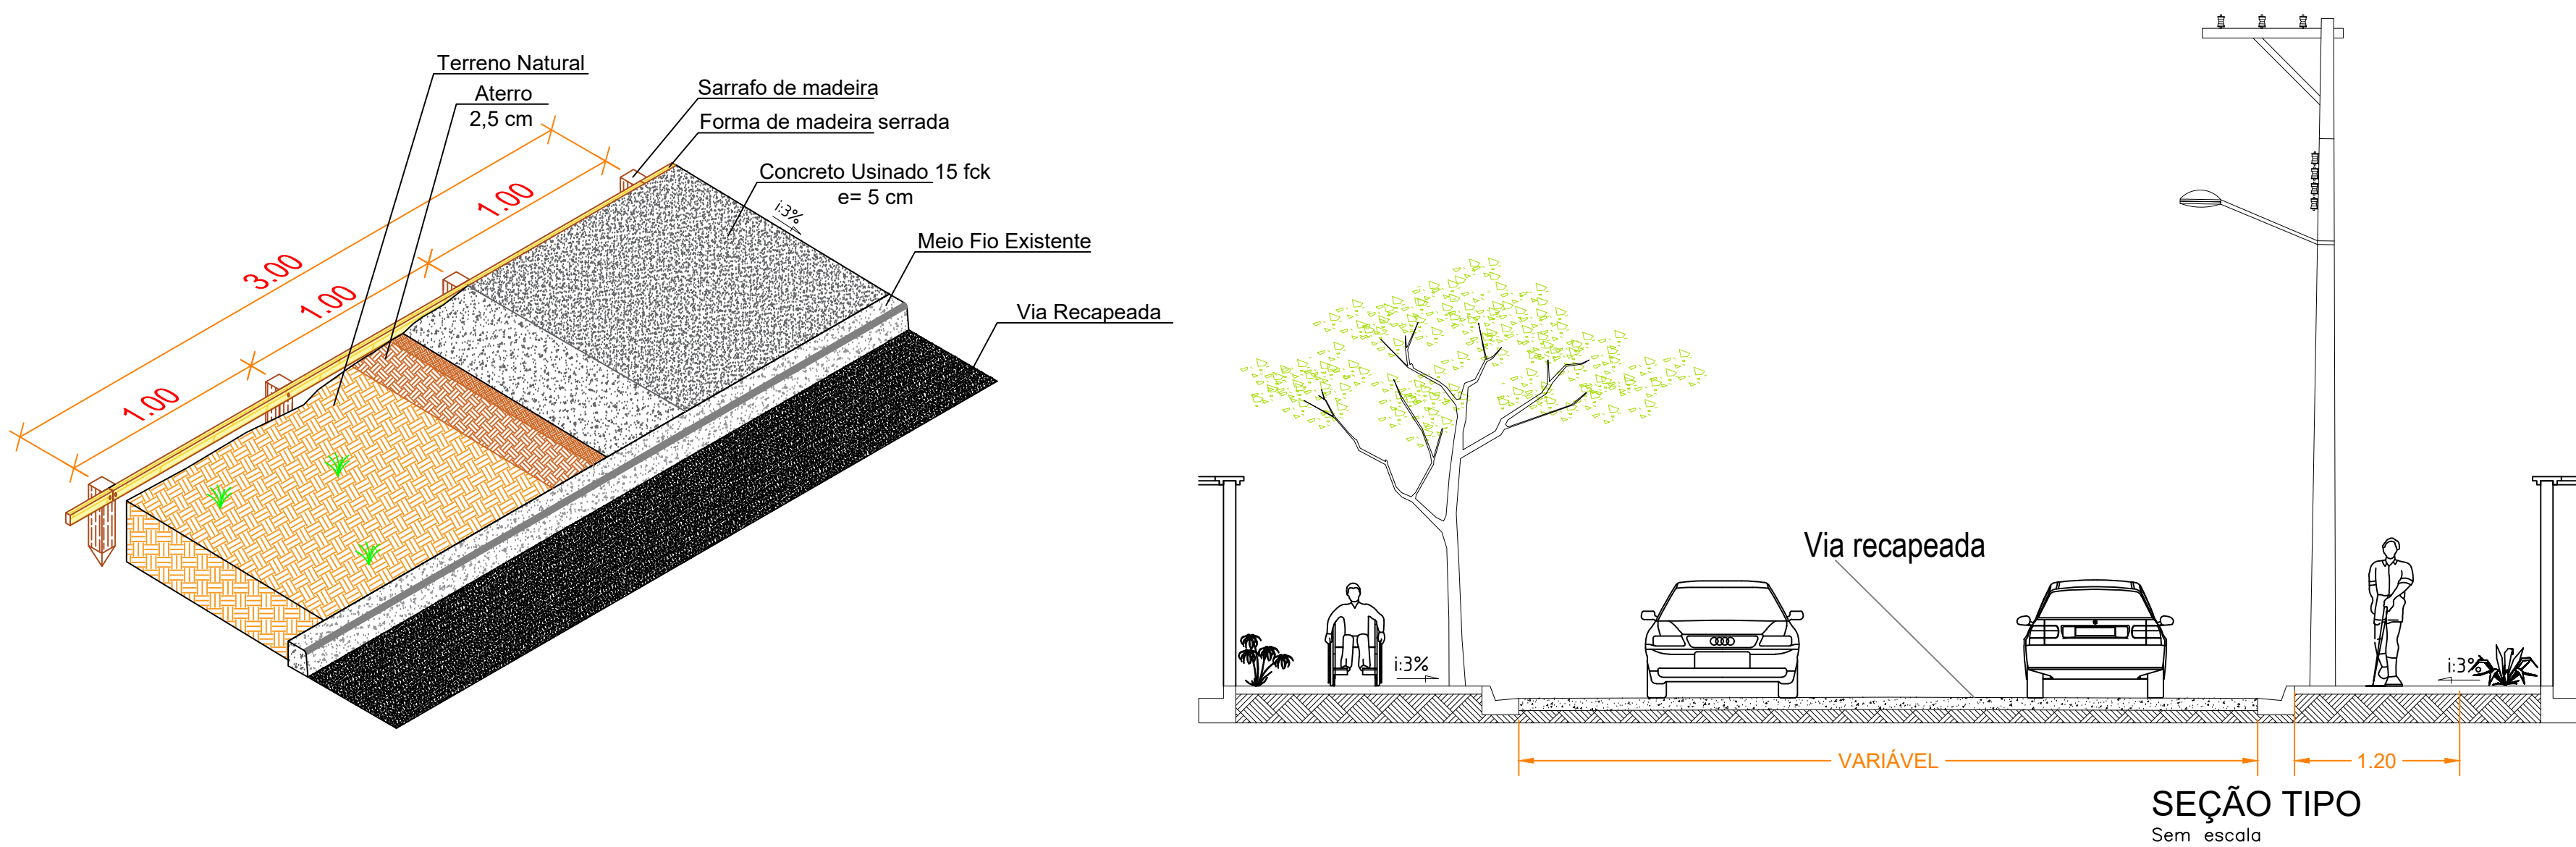 Terreno Natural
Aterro
2,5 cm
Sarrafo de madeira
Forma de madeira serrada
Concreto Usinado 15 fck
e= 5 cm
i:3%
Meio Fio Existente
Via Recapeada
3.00
1.00
1.00
1.00
Via recapeada
i:3%
i:3%
VARIÁVEL
1.20
SEÇÃO TIPO
Sem escala